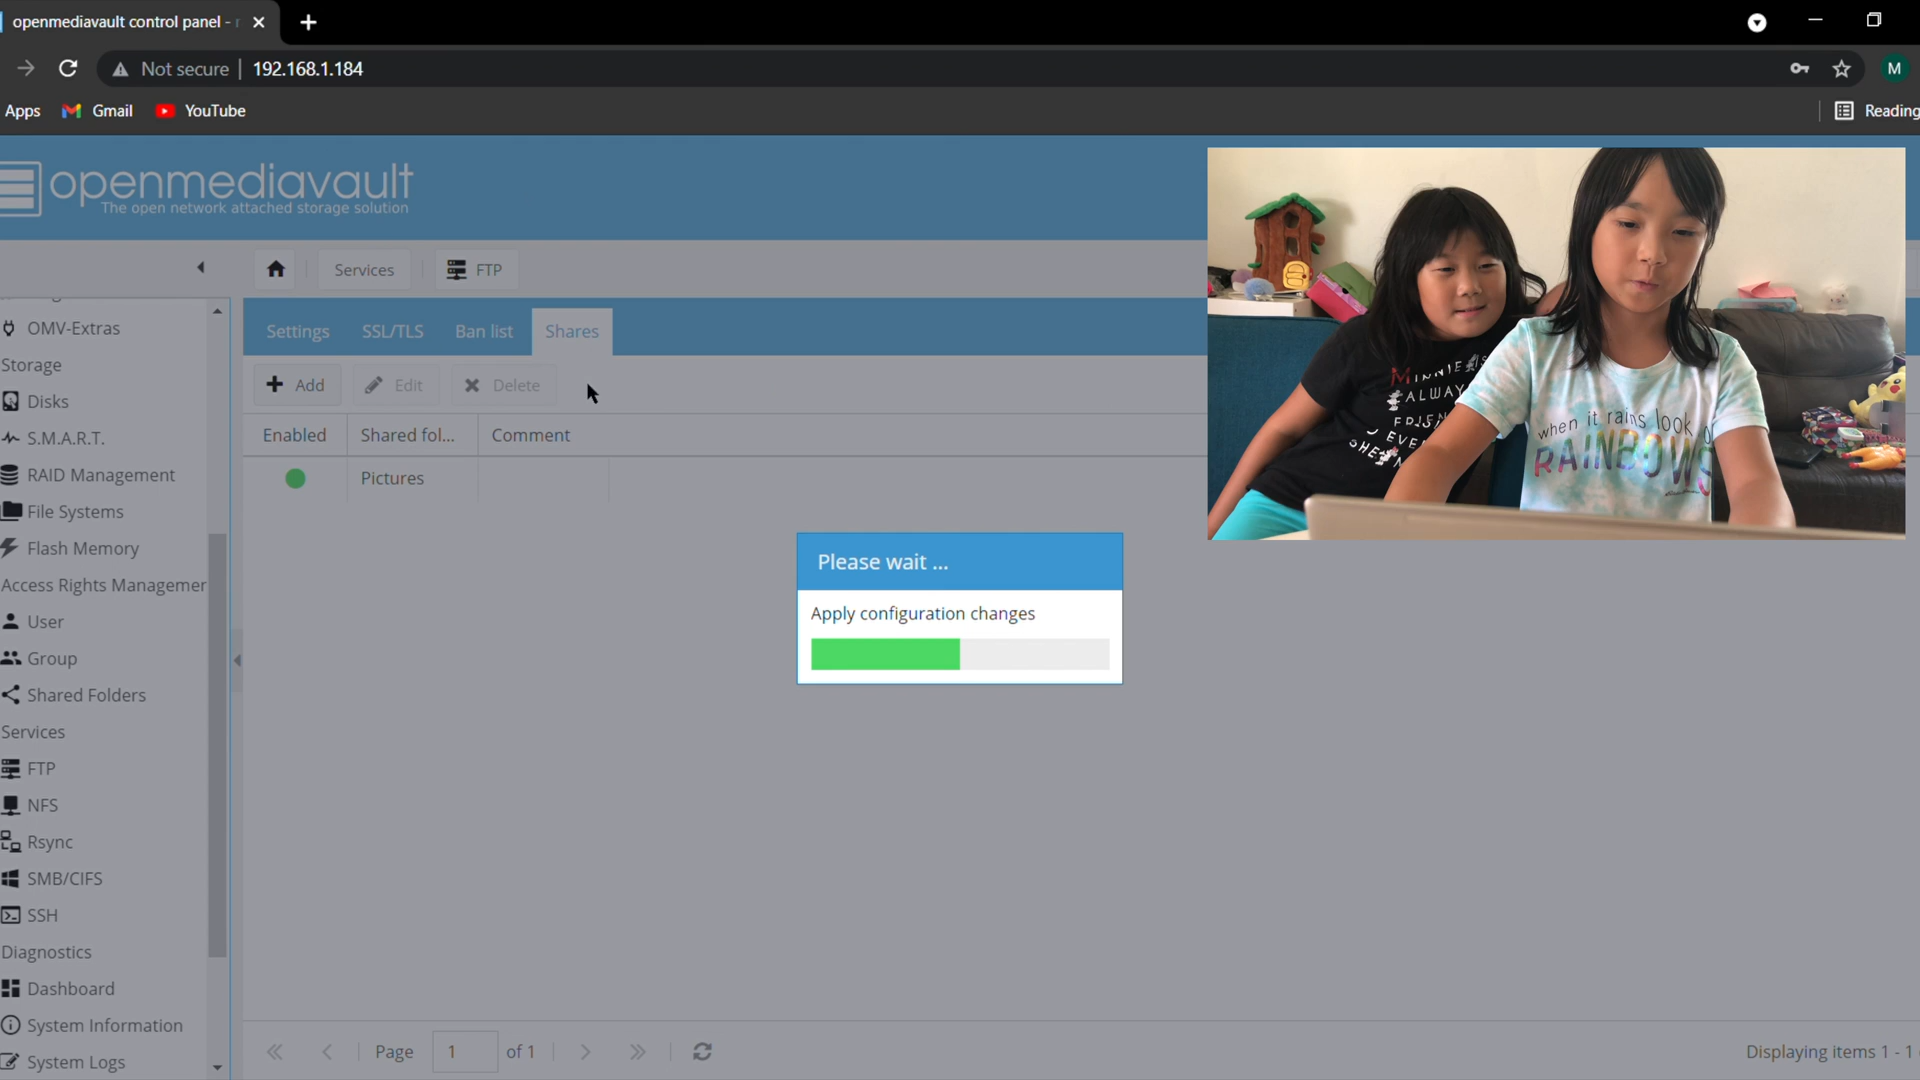 openmediavault control panel -
Not secure
192.168.1.184
M
Apps
Gmail
YouTube
Reading
openmediavault
The open network attached storage solution
Services
FTP
OMV-Extras
Storage
Disks
S.M.A.R.T.
RAID Management
File Systems
Flash Memory
Access Rights Managemen
User
Group
Shared Folders
Services
FTP
NFS
Rsync
SMB/CIFS
SSH
Diagnostics
Dashboard
System Information
System Logs
Settings
SSL/TLS
Ban list
Shares
Add
Edit
Delete
Enabled
Shared fol...
Comment
Pictures
Please wait ...
Apply configuration changes
Page
1
of 1
Displaying items 1 - 1
ALWAY
EVE
SHE
when it rains look
RAINBOWS